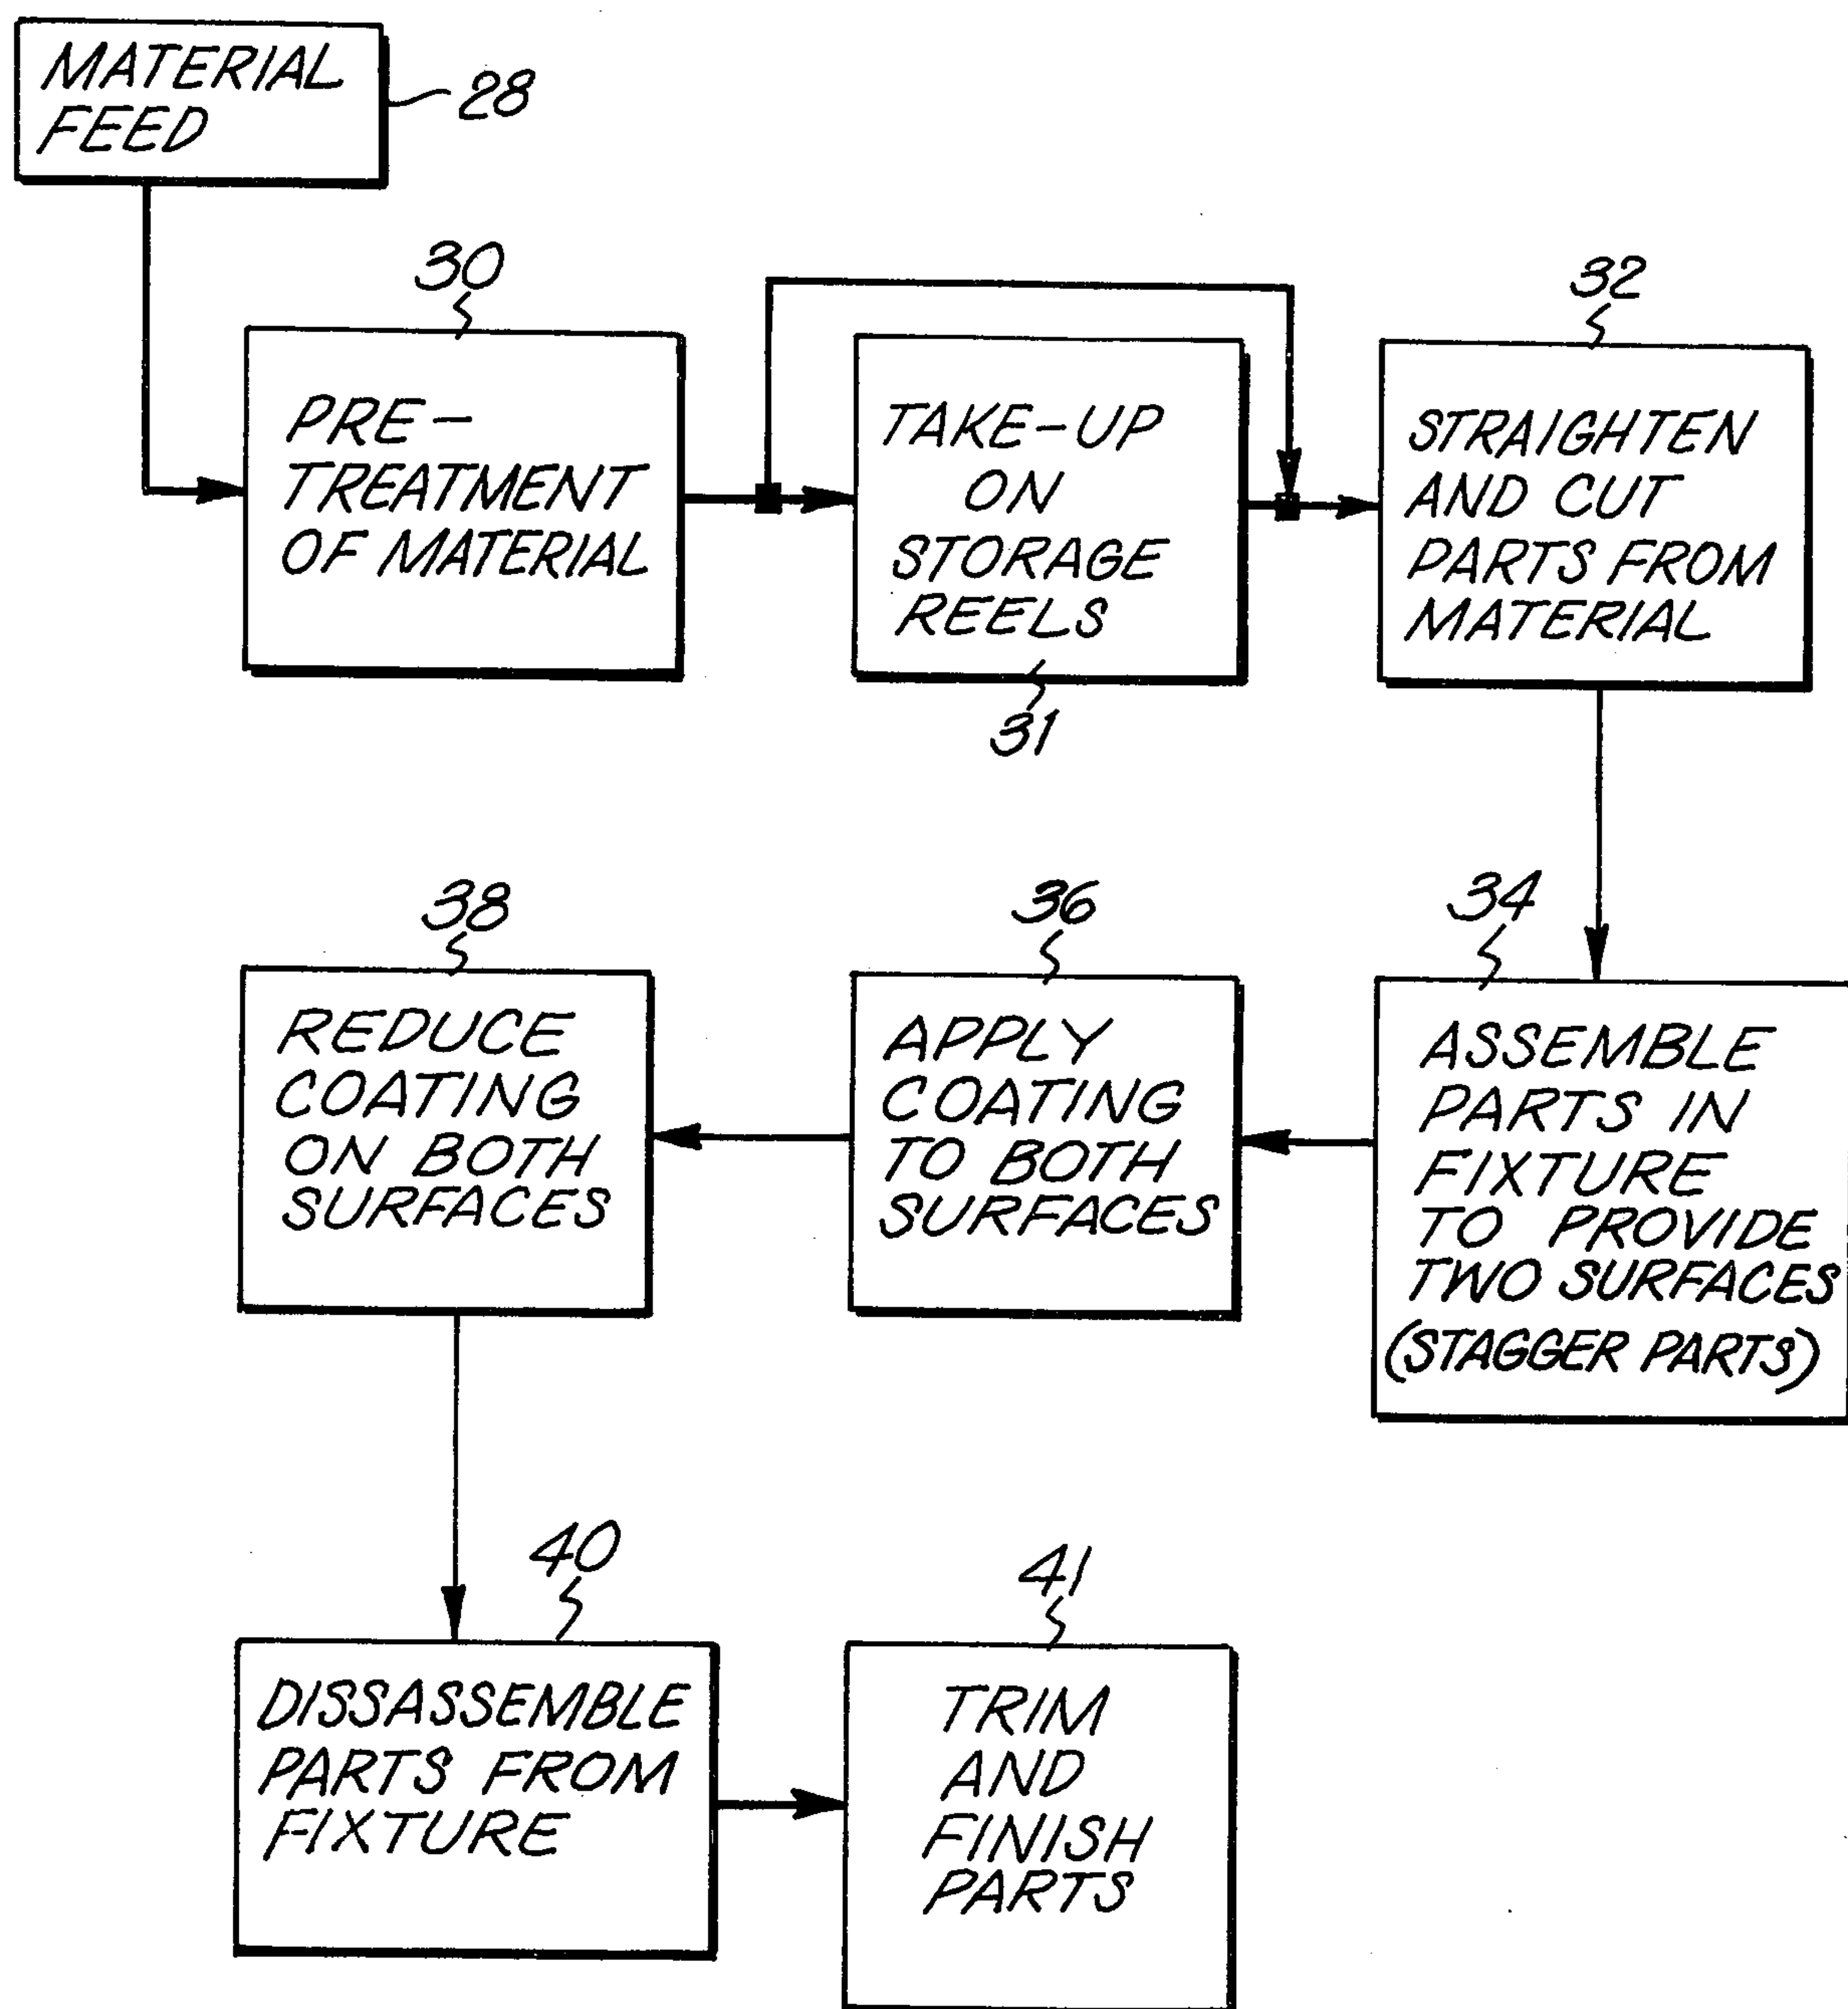 MATERIAL
FEED
28
30
PRE-
TREATMENT
OF MATERIAL
TAKE-UP
ON
STORAGE
REELS
31
32
STRAIGHTEN
AND CUT
PARTS FROM
MATERIAL
34
ASSEMBLE
PARTS IN
FIXTURE
TO PROVIDE
TWO SURFACES
(STAGGER PARTS)
36
APPLY
COATING
TO BOTH
SURFACES
38
REDUCE
COATING
ON BOTH
SURFACES
40
DISSASSEMBLE
PARTS FROM
FIXTURE
41
TRIM
AND
FINISH
PARTS